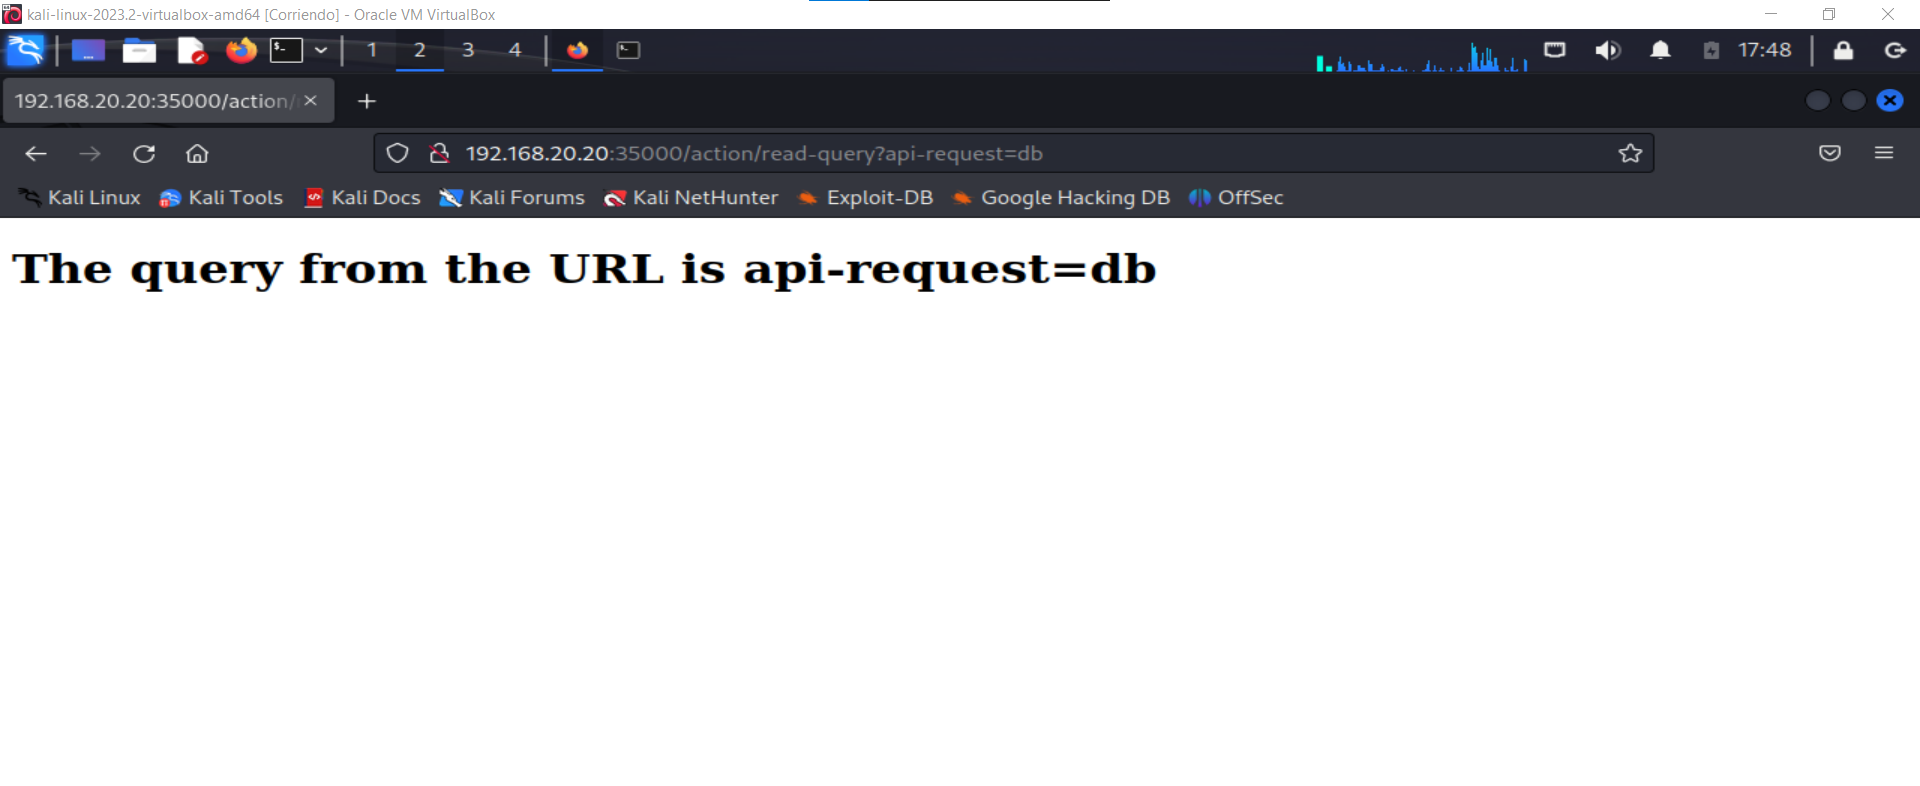 kali-linux-2023.2-virtualbox-amd64 [Corriendo] - Oracle VM VirtualBox
1 2 3 4 17:48
192.168.20.20:35000/action/
192.168.20.20:35000/action/read-query?api-request=db
Kali Linux Kali Tools Kali Docs Kali Forums Kali NetHunter Exploit-DB Google Hacking DB OffSec
The query from the URL is api-request=db